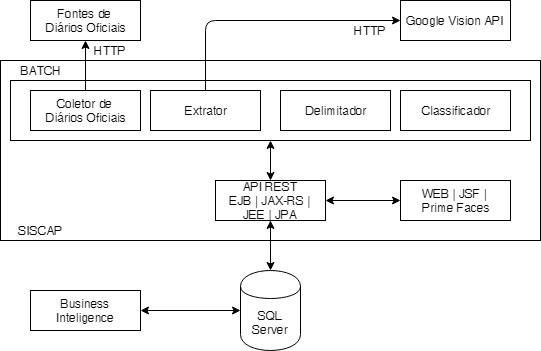 Fontes de
Diários Oficiais
Google Vision API
HTTP
HTTP
BATCH
Coletor de
Diários Oficiais
Extrator
Delimitador
Classificador
API REST
EJB | JAX-RS |
JEE | JPA
WEB | JSF |
Prime Faces
SISCAP
Business
Inteligence
SQL
Server